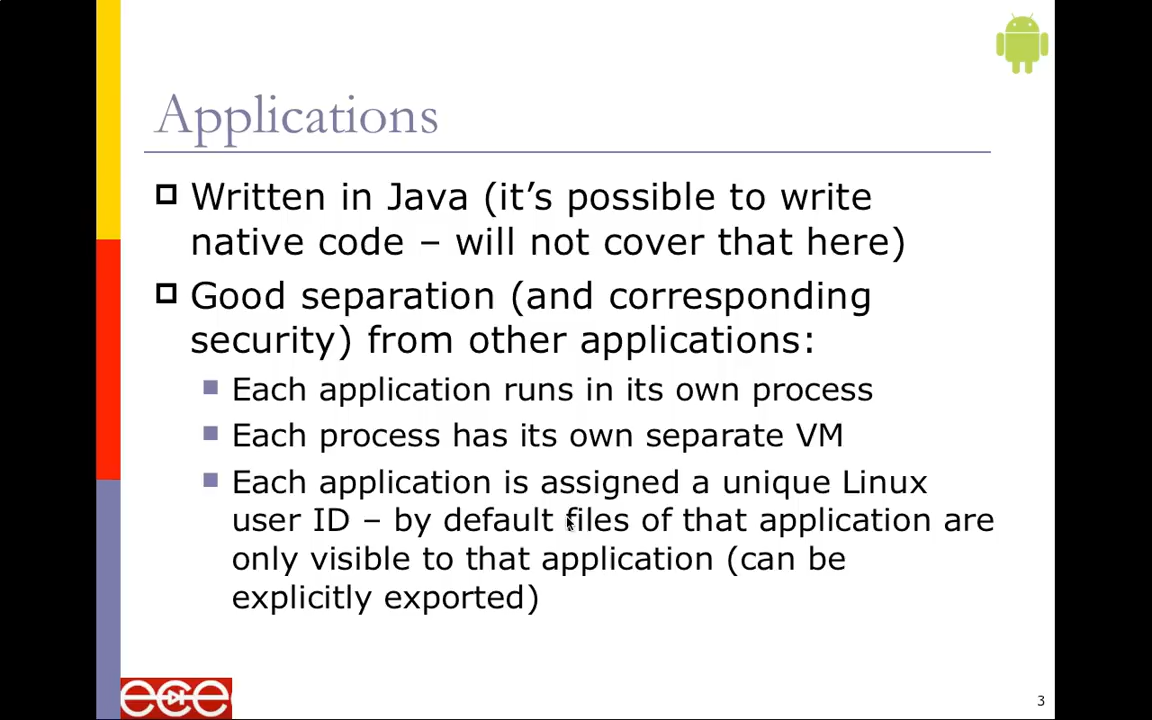 Applications
Written in Java (it’s possible to write
native code – will not cover that here)
Good separation (and corresponding
security) from other applications:
Each application runs in its own process
Each process has its own separate VM
Each application is assigned a unique Linux
user ID – by default files of that application are
only visible to that application (can be
explicitly exported)
ece
3